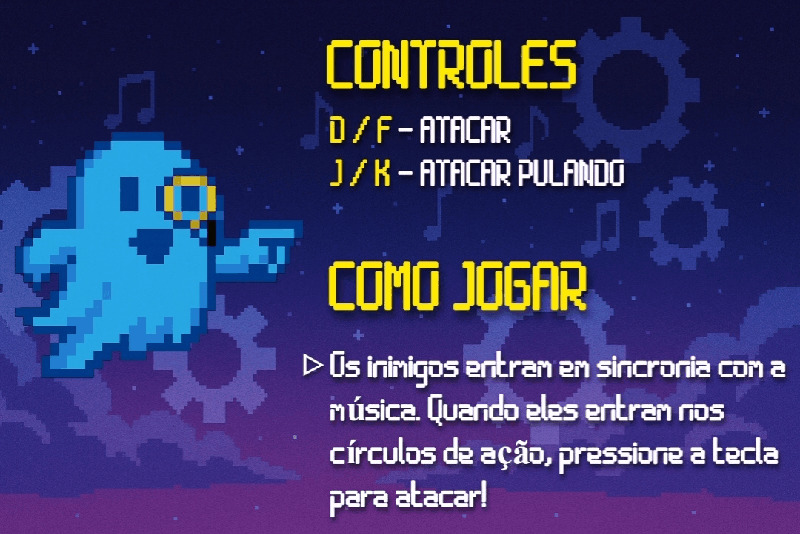 CONTROLES
D / F - ATACAR
J / K - ATACAR PULANDO
COMO JOGAR
Os inimigos entram em sincronia com a
música. Quando eles entram nos
círculos de ação, pressione a tecla
para atacar!